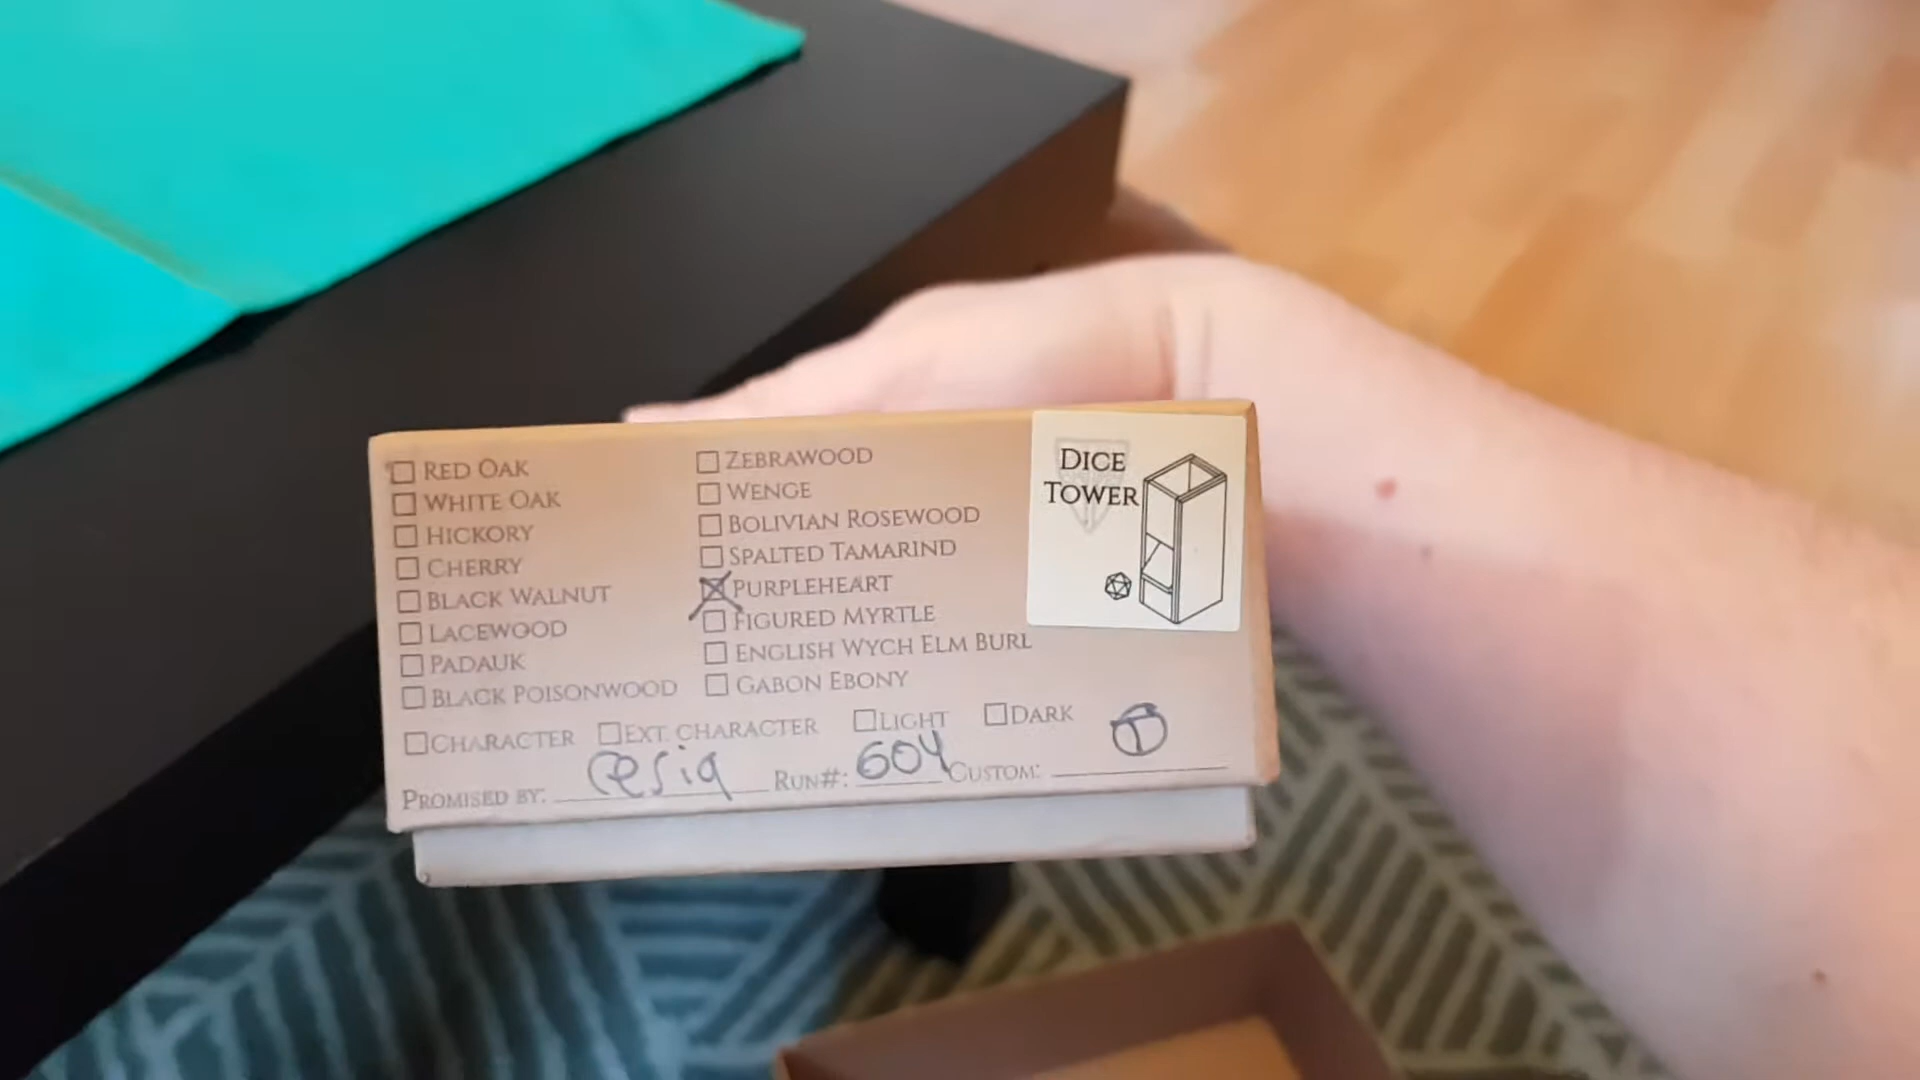 RED OAK
WHITE OAK
HICKORY
CHERRY
BLACK WALNUT
LACEWOOD
PADAUK
BLACK POISONWOOD
ZEBRAWOOD
WENGE
BOLIVIAN ROSEWOOD
SPALTED TAMARIND
PURPLEHEART
FIGURED MYRTLE
ENGLISH WYCH ELM BURL
GABON EBONY
DICE
TOWER
CHARACTER EXT. CHARACTER LIGHT DARK
PROMISED BY: RUN#: 604 CUSTOM: T